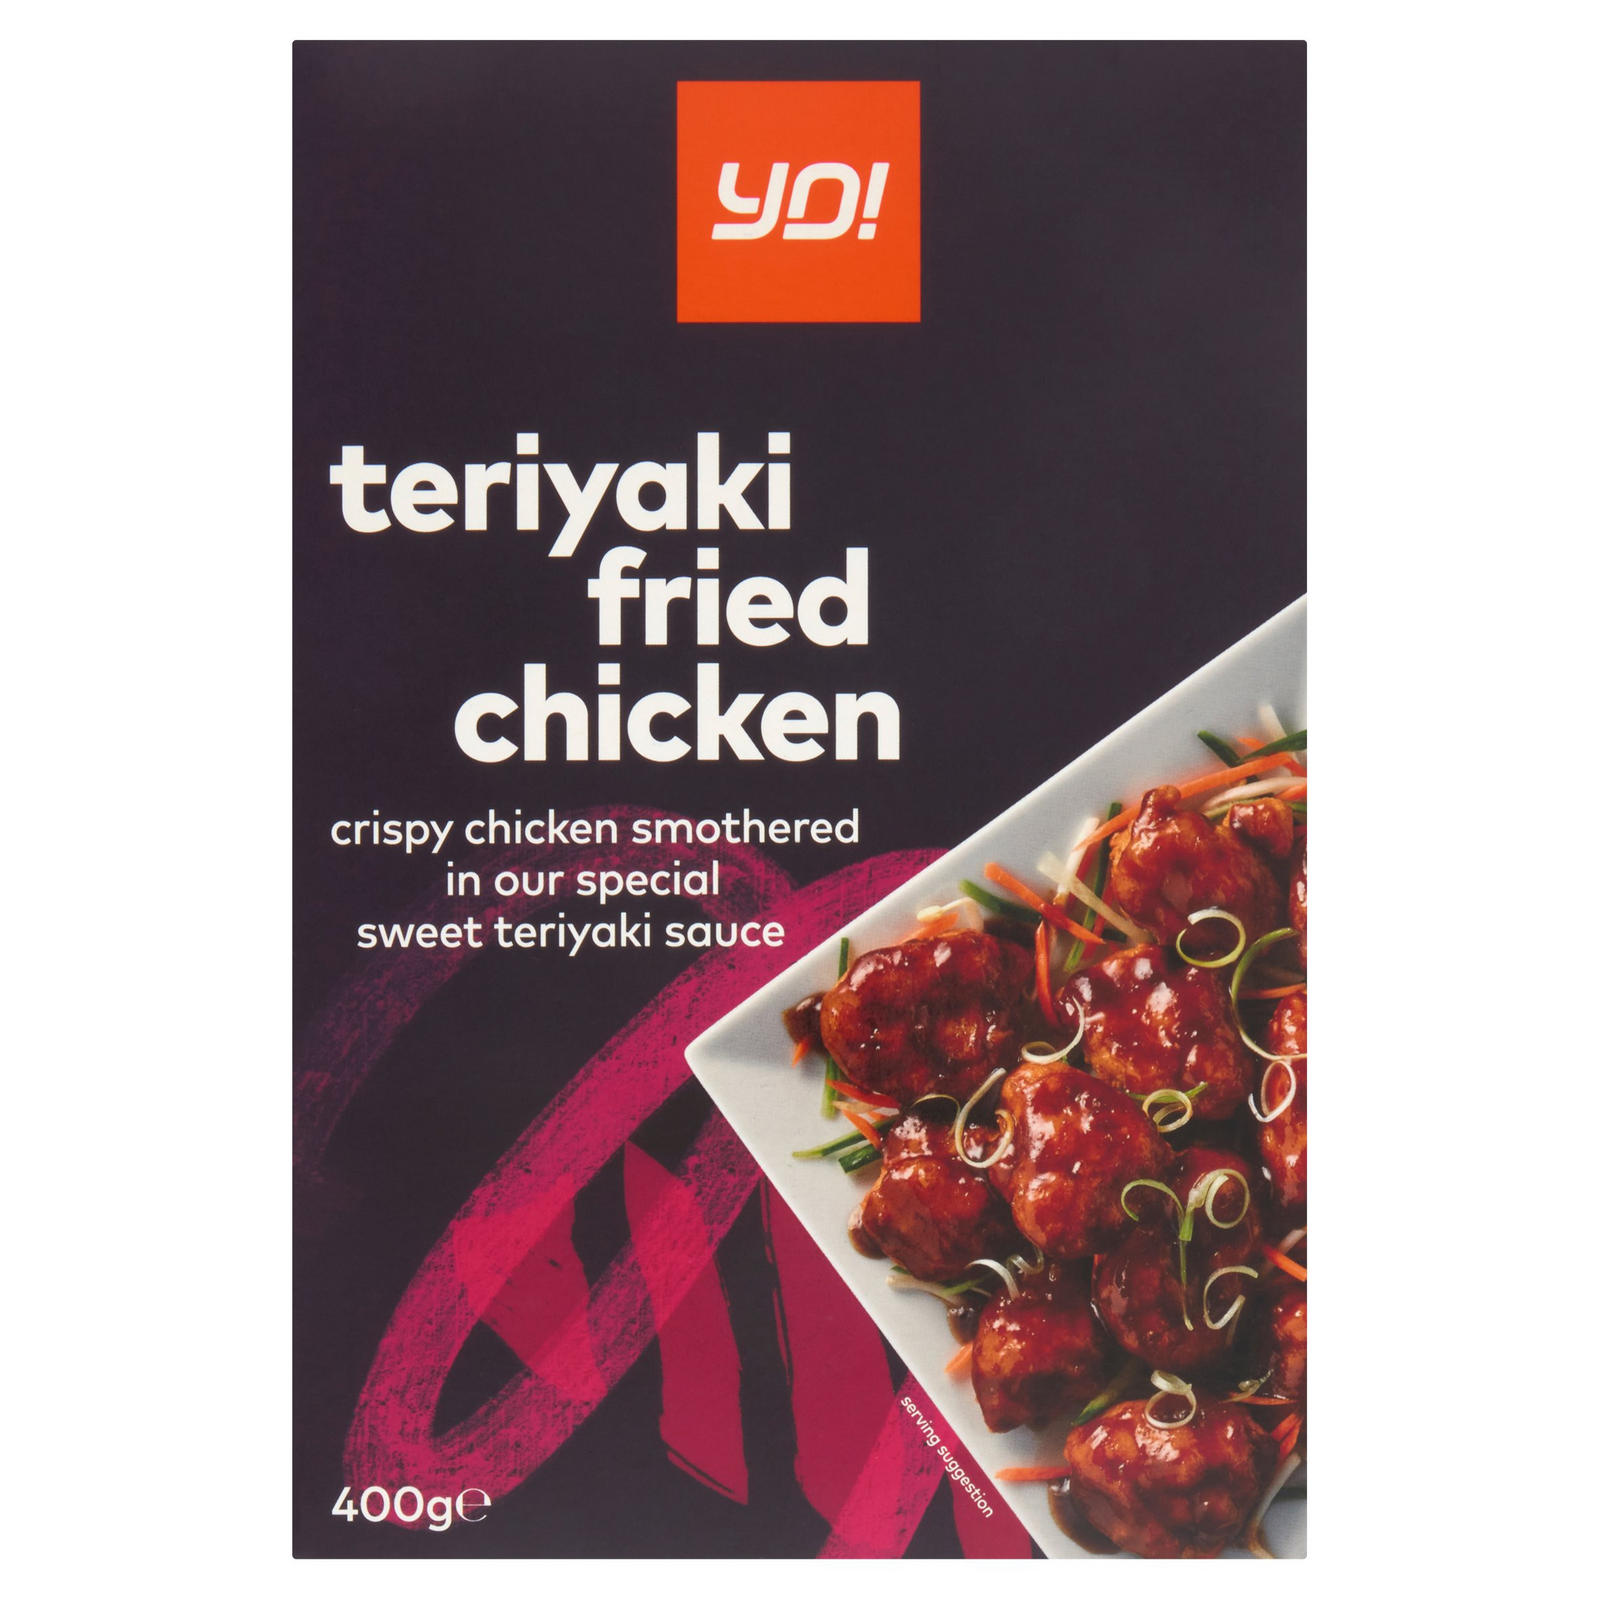 YO!
teriyaki
fried
chicken
crispy chicken smothered
in our special
sweet teriyaki sauce
serving suggestion
400g℮